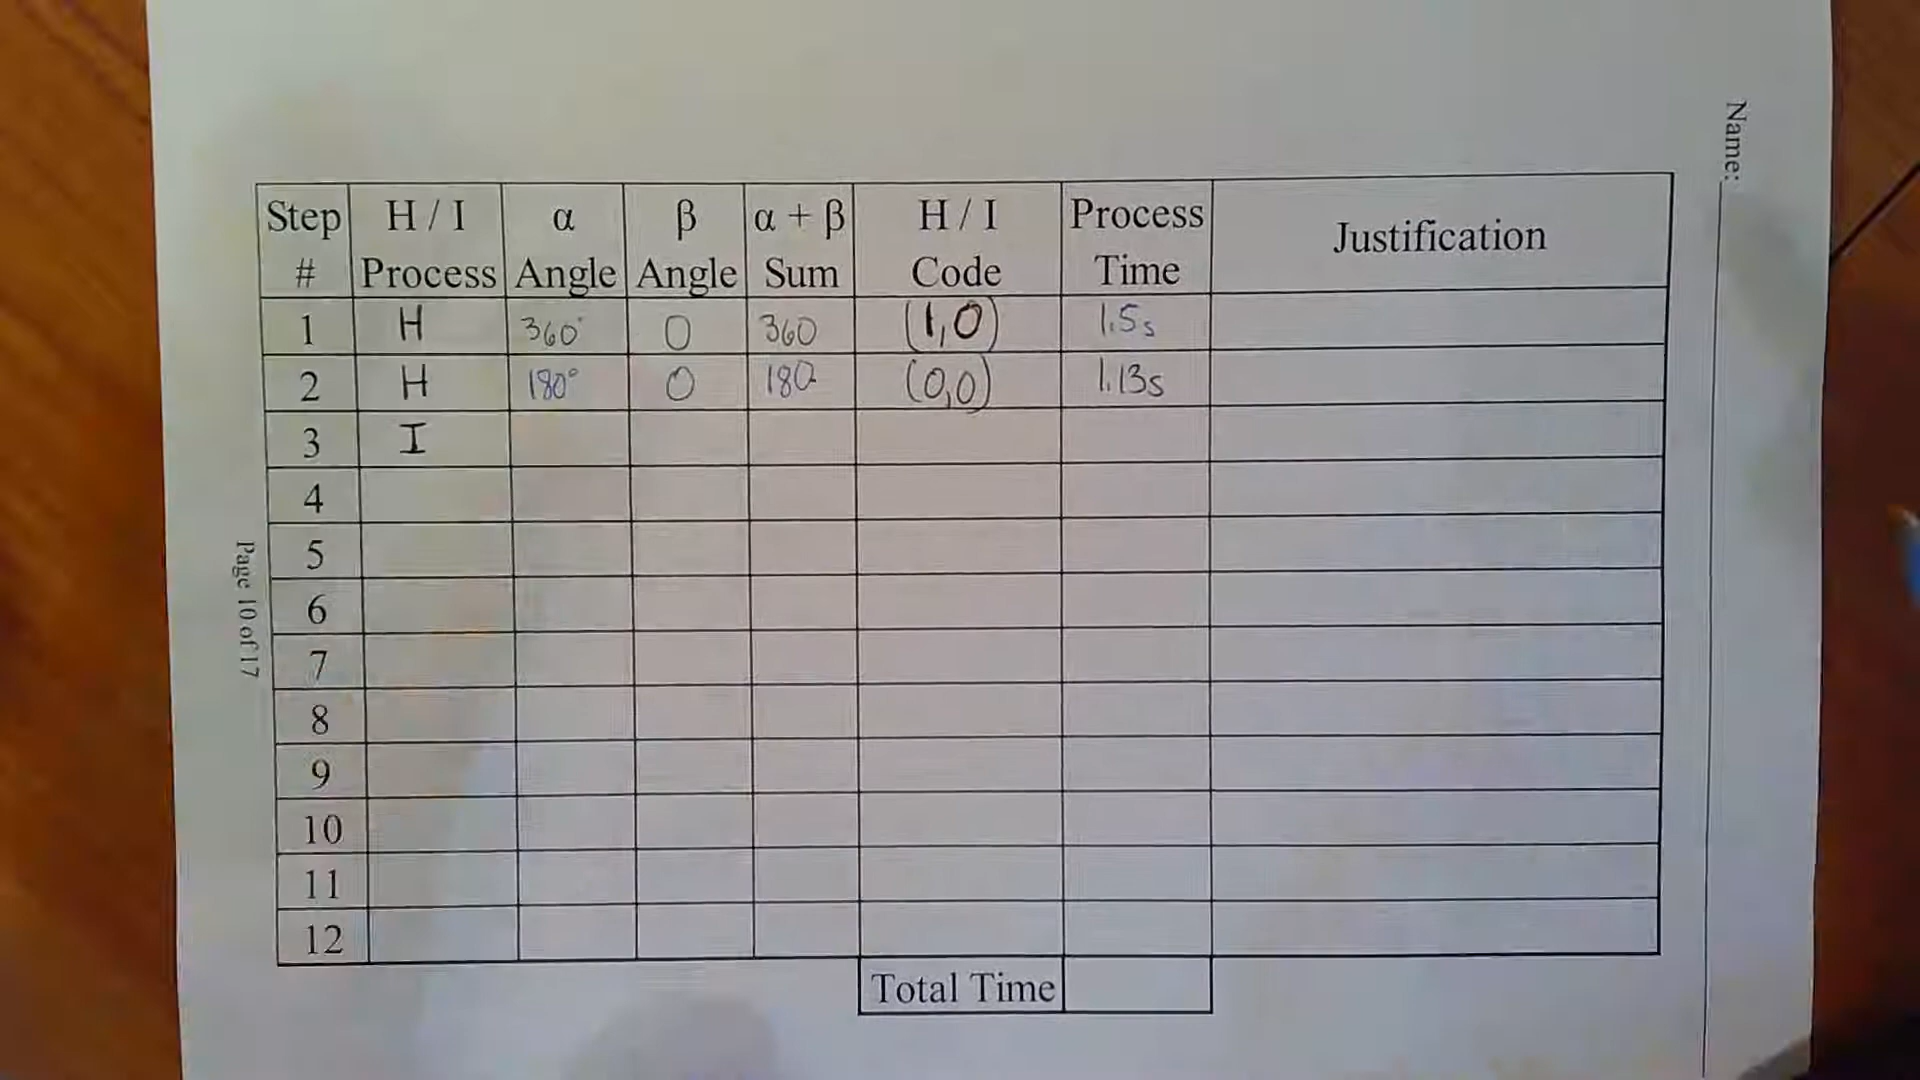 Name:
Step # H / I Process α Angle β Angle α + β Sum H / I Code Process Time Justification
1 H 360° 0 360 (1,0) 1.5s
2 H 180° 0 180 (0,0) 1.13s
3 I
4
5
6
7
8
9
10
11
12
Total Time
Page 10 of 17